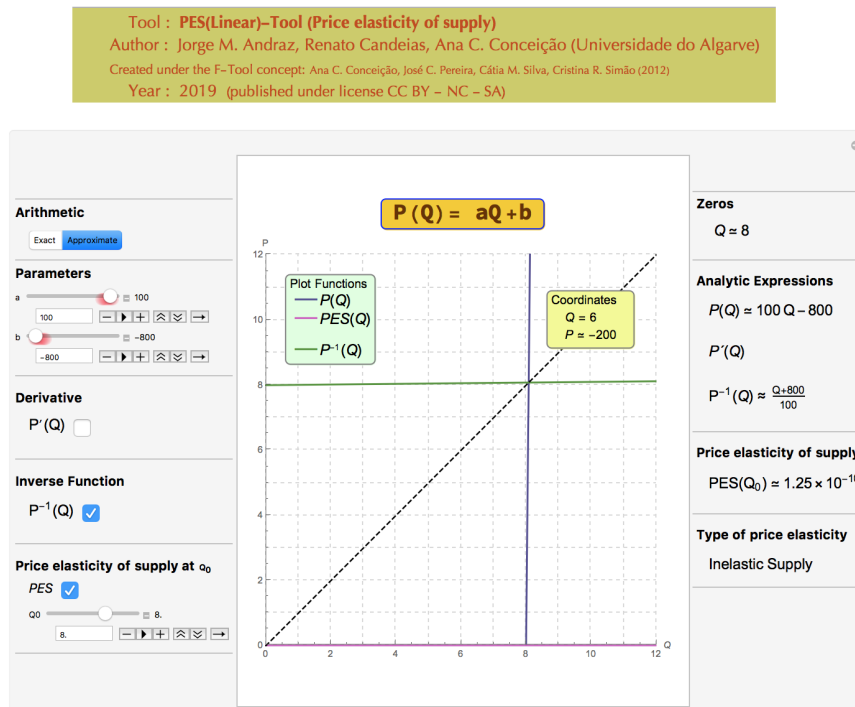 Tool : PES(Linear)–Tool (Price elasticity of supply)
Author : Jorge M. Andraz, Renato Candeias, Ana C. Conceição (Universidade do Algarve)
Created under the F–Tool concept: Ana C. Conceição, José C. Pereira, Cátia M. Silva, Cristina R. Simão (2012)
Year : 2019 (published under license CC BY – NC – SA)
Arithmetic
Exact Approximate
Parameters
a 100
100
b -800
-800
Derivative
P′(Q)
Inverse Function
P⁻¹(Q)
Price elasticity of supply at Q₀
PES
Q0 8.
8.
P(Q) = aQ+b
P
12
10
8
6
4
2
0
0 2 4 6 8 10 12
Q
Plot Functions
P(Q)
PES(Q)
P⁻¹(Q)
Coordinates
Q = 6
P ≈ -200
Zeros
Q ≃ 8
Analytic Expressions
P(Q) ≃ 100 Q – 800
P′(Q)
P⁻¹(Q) ≈ Q+800/100
Price elasticity of supply
PES(Q₀) ≃ 1.25 × 10⁻¹
Type of price elasticity
Inelastic Supply